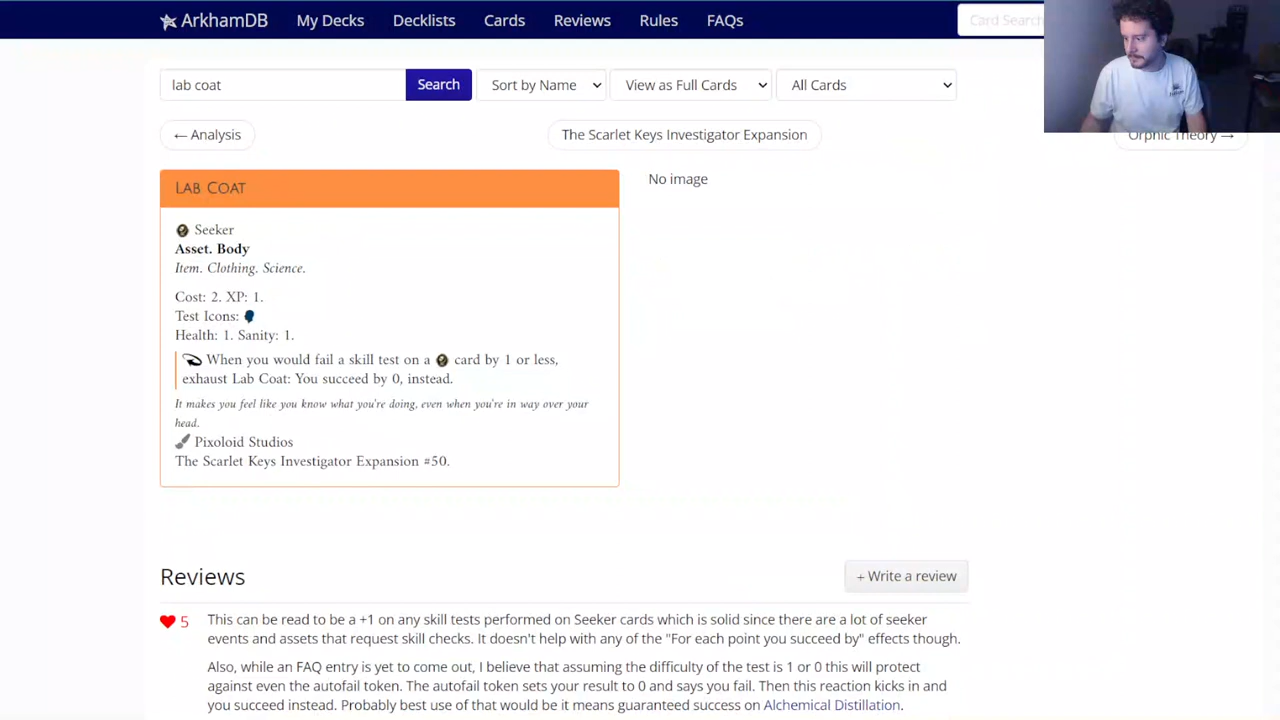 ArkhamDB My Decks Decklists Cards Reviews Rules FAQs Card Search
lab coat Search Sort by Name View as Full Cards All Cards
← Analysis The Scarlet Keys Investigator Expansion Orphic Theory →
Lab Coat
No image
Seeker
Asset. Body
Item. Clothing. Science.
Cost: 2. XP: 1.
Test Icons:
Health: 1. Sanity: 1.
When you would fail a skill test on a card by 1 or less,
exhaust Lab Coat: You succeed by 0, instead.
It makes you feel like you know what you're doing, even when you're in way over your
head.
Pixoloid Studios
The Scarlet Keys Investigator Expansion #50.
Reviews + Write a review
5 This can be read to be a +1 on any skill tests performed on Seeker cards which is solid since there are a lot of seeker
events and assets that request skill checks. It doesn't help with any of the "For each point you succeed by" effects though.
Also, while an FAQ entry is yet to come out, I believe that assuming the difficulty of the test is 1 or 0 this will protect
against even the autofail token. The autofail token sets your result to 0 and says you fail. Then this reaction kicks in and
you succeed instead. Probably best use of that would be it means guaranteed success on Alchemical Distillation.